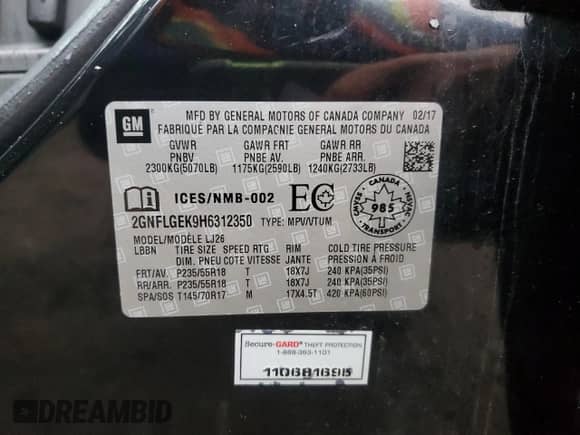 GM
MFD BY GENERAL MOTORS OF CANADA COMPANY 02/17
FABRIQUÉ PAR LA COMPAGNIE GENERAL MOTORS DU CANADA
GVWR GAWR FRT GAWR RR
PNBV PNBE AV. PNBE ARR.
2300KG(5070LB) 1175KG(2590LB) 1240KG(2733LB)
ICES/NMB-002 EC
CANADA
985
TRANSPORT
2GNFLGEK9H6312350 TYPE: MPV/VTUM
MODEL/MODÈLE LJ26
LBBN TIRE SIZE SPEED RTG RIM COLD TIRE PRESSURE
DIM. PNEU COTE VITESSE JANTE PRESSION À FROID
FRT/AV. P235/55R18 T 18X7J 240 KPA(35PSI)
RR/ARR. P235/55R18 T 18X7J 240 KPA(35PSI)
SPA/SOS T145/70R17 M 17X4.5T 420 KPA(60PSI)
Secure-GARD® THEFT PROTECTION
1-888-363-1101
DREAMBID